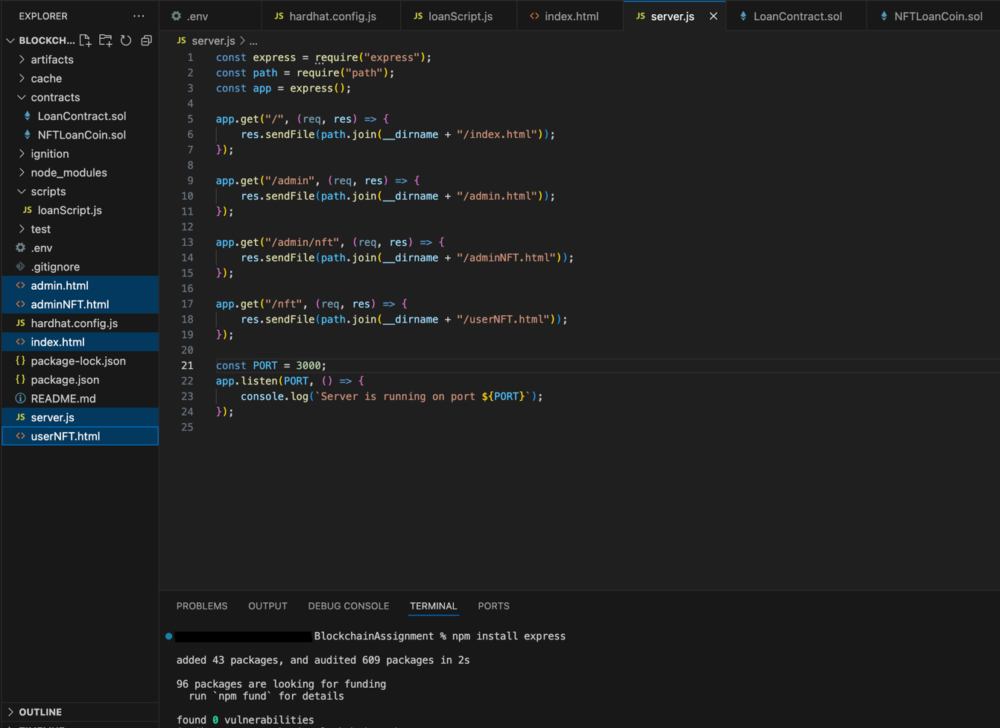 EXPLORER
BLOCKCH...
artifacts
cache
contracts
LoanContract.sol
NFTLoanCoin.sol
ignition
node_modules
scripts
JS loanScript.js
test
.env
.gitignore
<> admin.html
<> adminNFT.html
JS hardhat.config.js
<> index.html
{} package-lock.json
{} package.json
README.md
JS server.js
<> userNFT.html
OUTLINE
TIMELINE
.env
JS hardhat.config.js
JS loanScript.js
<> index.html
JS server.js
LoanContract.sol
NFTLoanCoin.sol
JS server.js > ...
1 const express = require("express");
2 const path = require("path");
3 const app = express();
4
5 app.get("/", (req, res) => {
6 res.sendFile(path.join(__dirname + "/index.html"));
7 });
8
9 app.get("/admin", (req, res) => {
10 res.sendFile(path.join(__dirname + "/admin.html"));
11 });
12
13 app.get("/admin/nft", (req, res) => {
14 res.sendFile(path.join(__dirname + "/adminNFT.html"));
15 });
16
17 app.get("/nft", (req, res) => {
18 res.sendFile(path.join(__dirname + "/userNFT.html"));
19 });
20
21 const PORT = 3000;
22 app.listen(PORT, () => {
23 console.log(`Server is running on port ${PORT}`);
24 });
25
PROBLEMS OUTPUT DEBUG CONSOLE TERMINAL PORTS
BlockchainAssignment % npm install express
added 43 packages, and audited 609 packages in 2s
96 packages are looking for funding
run `npm fund` for details
found 0 vulnerabilities